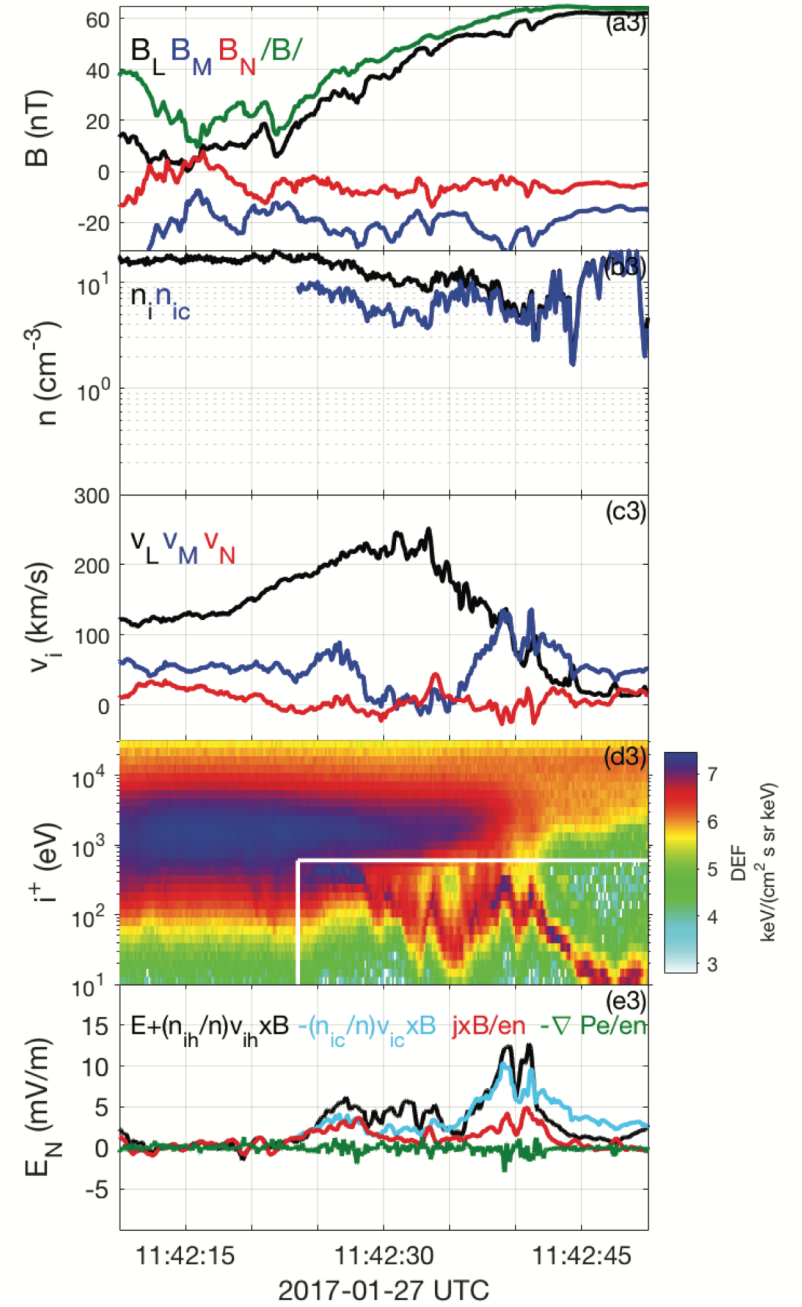 (a3)
B_L B_M B_N /B/
B (nT)
60
40
20
0
-20
(b3)
n_i n_ic
n (cm^-3)
10^1
10^0
(c3)
v_L v_M v_N
v_i (km/s)
300
200
100
0
(d3)
i^+ (eV)
10^4
10^3
10^2
10^1
7
6
5
4
3
DEF
keV/(cm^2 s sr keV)
(e3)
E+(n_ih/n)v_ihxB -(n_ic/n)v_icxB jxB/en -∇ Pe/en
E_N (mV/m)
15
10
5
0
-5
11:42:15 11:42:30 11:42:45
2017-01-27 UTC